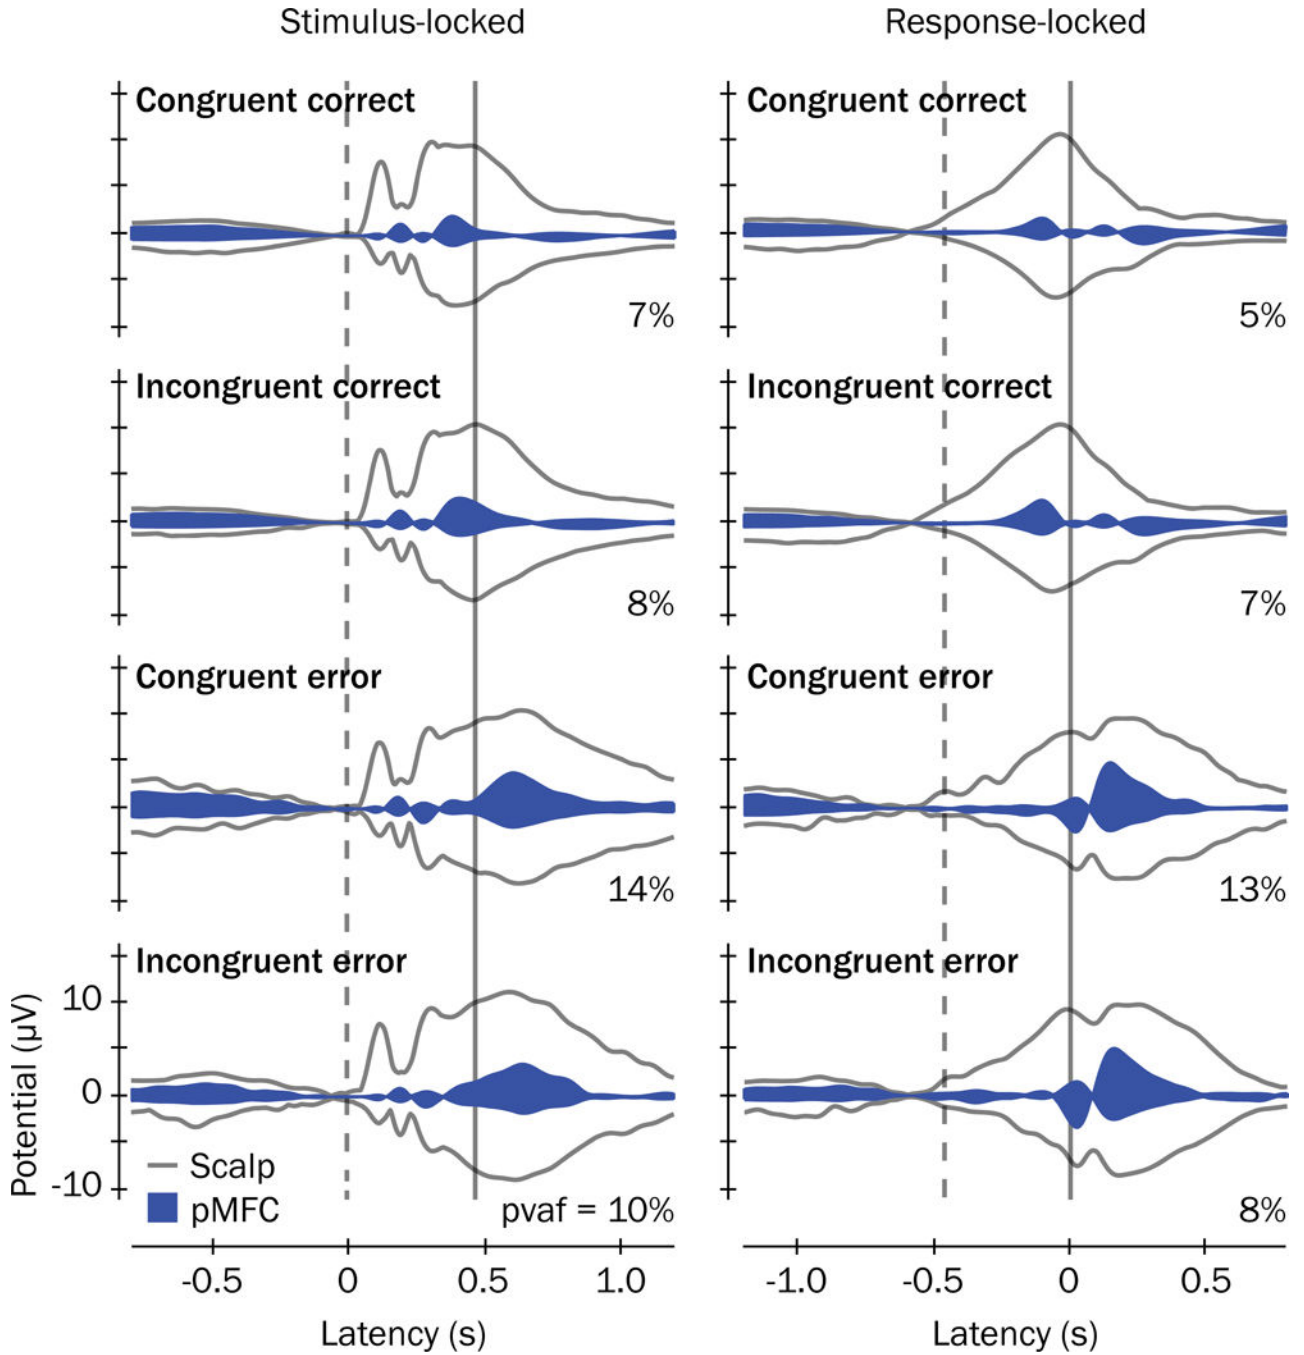 Stimulus-locked
Response-locked
Congruent correct
7%
Congruent correct
5%
Incongruent correct
8%
Incongruent correct
7%
Congruent error
14%
Congruent error
13%
Incongruent error
Potential (μV)
10
0
-10
Scalp
pMFC
pvaf = 10%
Incongruent error
8%
-0.5 0 0.5 1.0
Latency (s)
-1.0 -0.5 0 0.5
Latency (s)